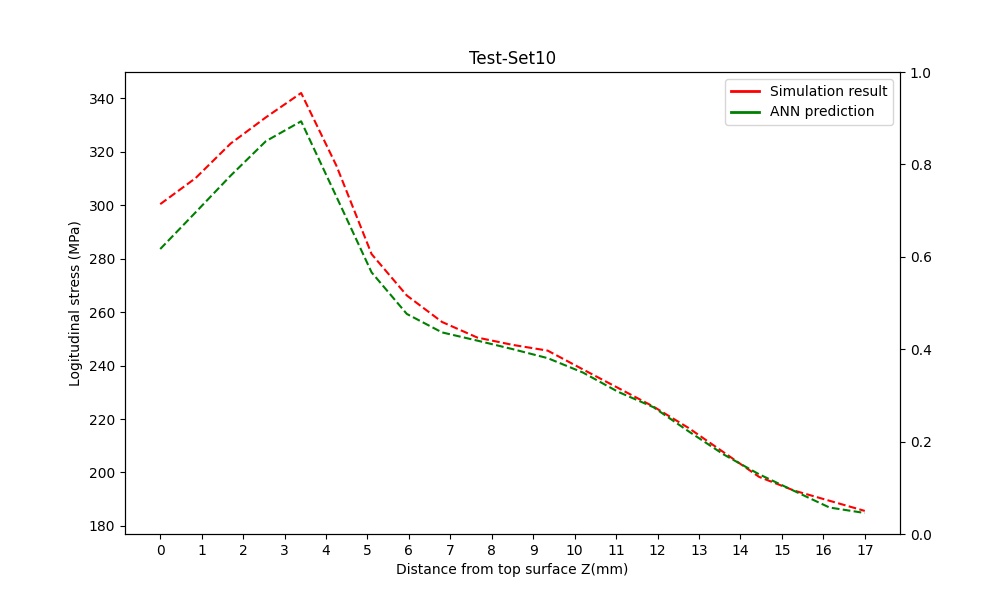 Test-Set10
Simulation result
ANN prediction
Logitudinal stress (MPa)
340
320
300
280
260
240
220
200
180
1.0
0.8
0.6
0.4
0.2
0.0
0 1 2 3 4 5 6 7 8 9 10 11 12 13 14 15 16 17
Distance from top surface Z(mm)